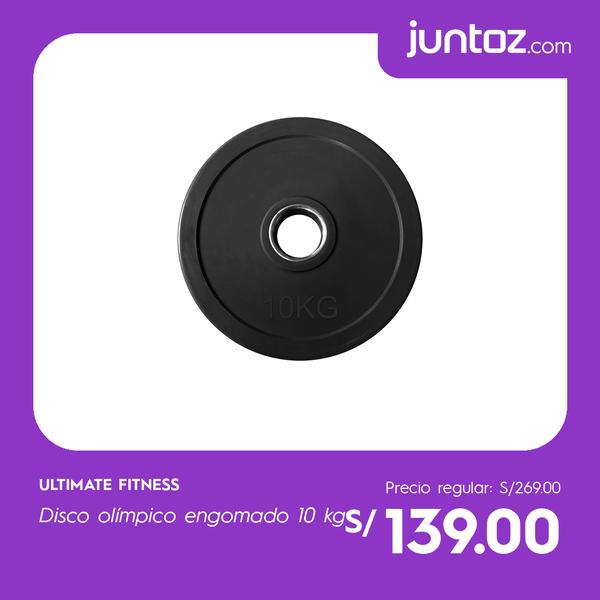 juntoz.com
10KG
ULTIMATE FITNESS
Disco olímpico engomado 10 kg
Precio regular: S/269.00
S/139.00